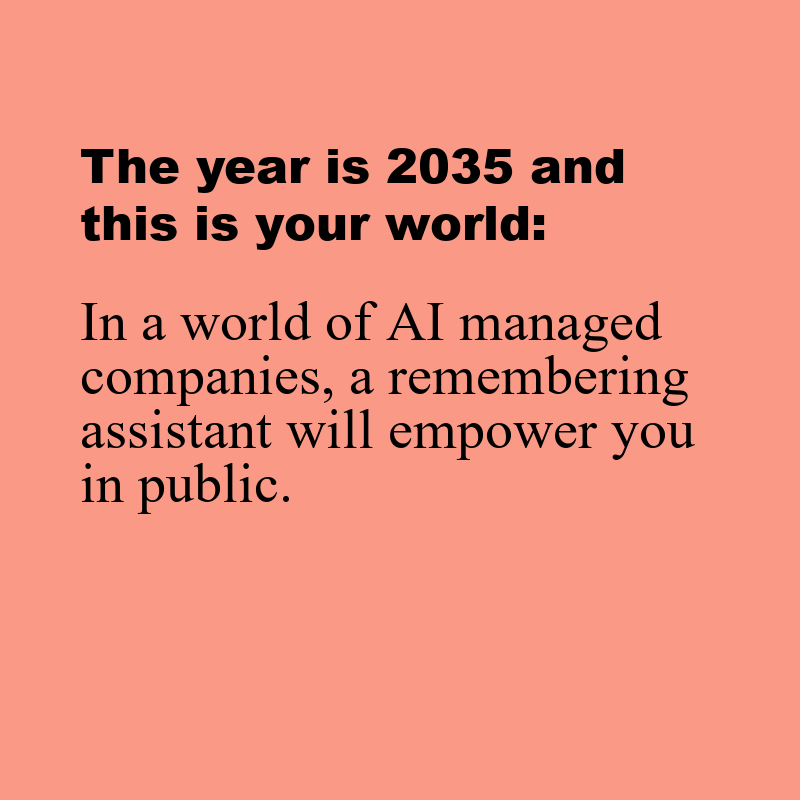 The year is 2035 and
this is your world:
In a world of AI managed
companies, a remembering
assistant will empower you
in public.